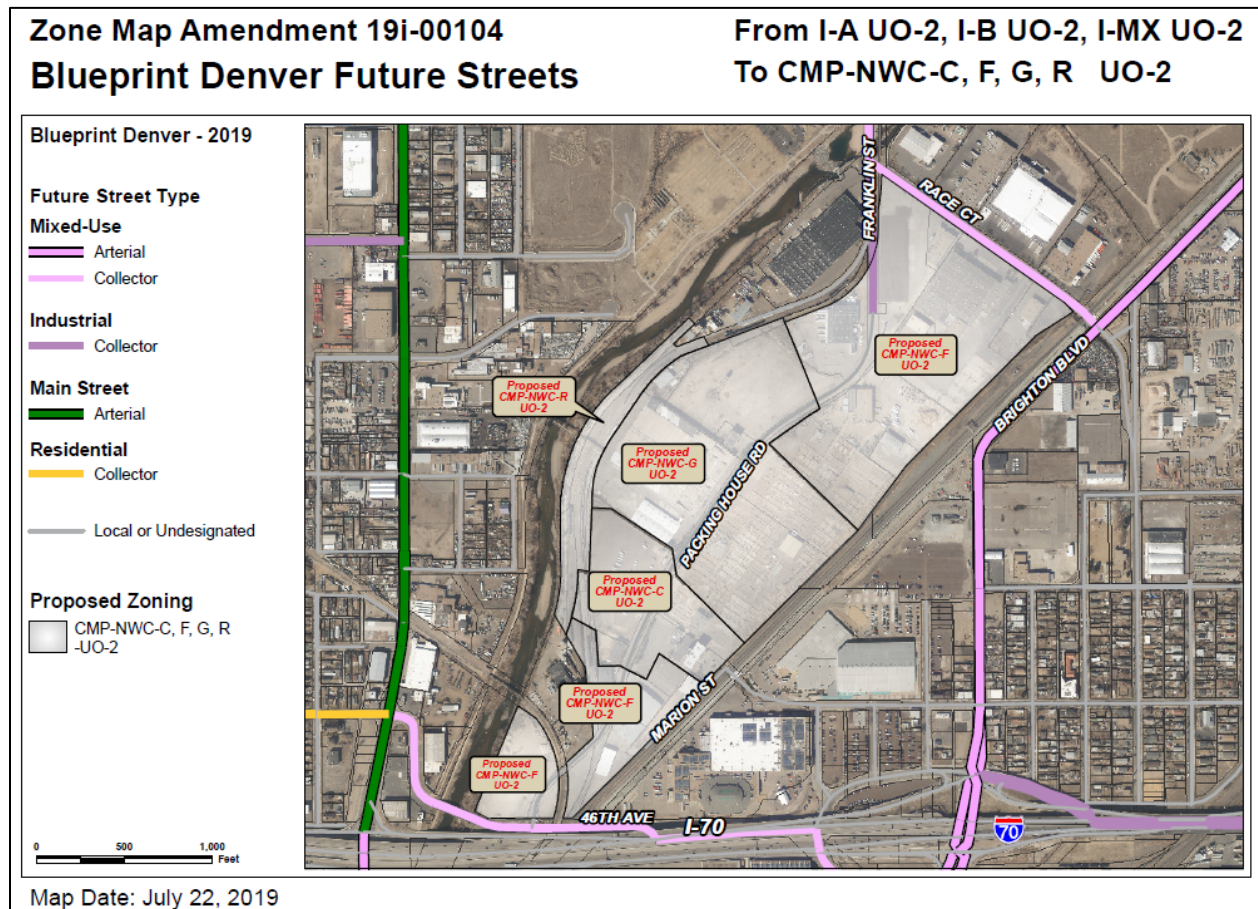 Zone Map Amendment 19i-00104
From I-A UO-2, I-B UO-2, I-MX UO-2
Blueprint Denver Future Streets
To CMP-NWC-C, F, G, R UO-2
Blueprint Denver - 2019
Future Street Type
Mixed-Use
Arterial
Collector
Industrial
Collector
Main Street
Arterial
Residential
Collector
Local or Undesignated
Proposed Zoning
CMP-NWC-C, F, G, R
-UO-2
0 500 1,000
Feet
FRANKLIN ST
RACE CT
Proposed
CMP-NWC-F
UO-2
BRIGHTON BLVD
Proposed
CMP-NWC-R
UO-2
Proposed
CMP-NWC-G
UO-2
PACKING HOUSE RD
Proposed
CMP-NWC-C
UO-2
Proposed
CMP-NWC-F
UO-2
MARION ST
Proposed
CMP-NWC-F
UO-2
46TH AVE
I-70
70
Map Date: July 22, 2019